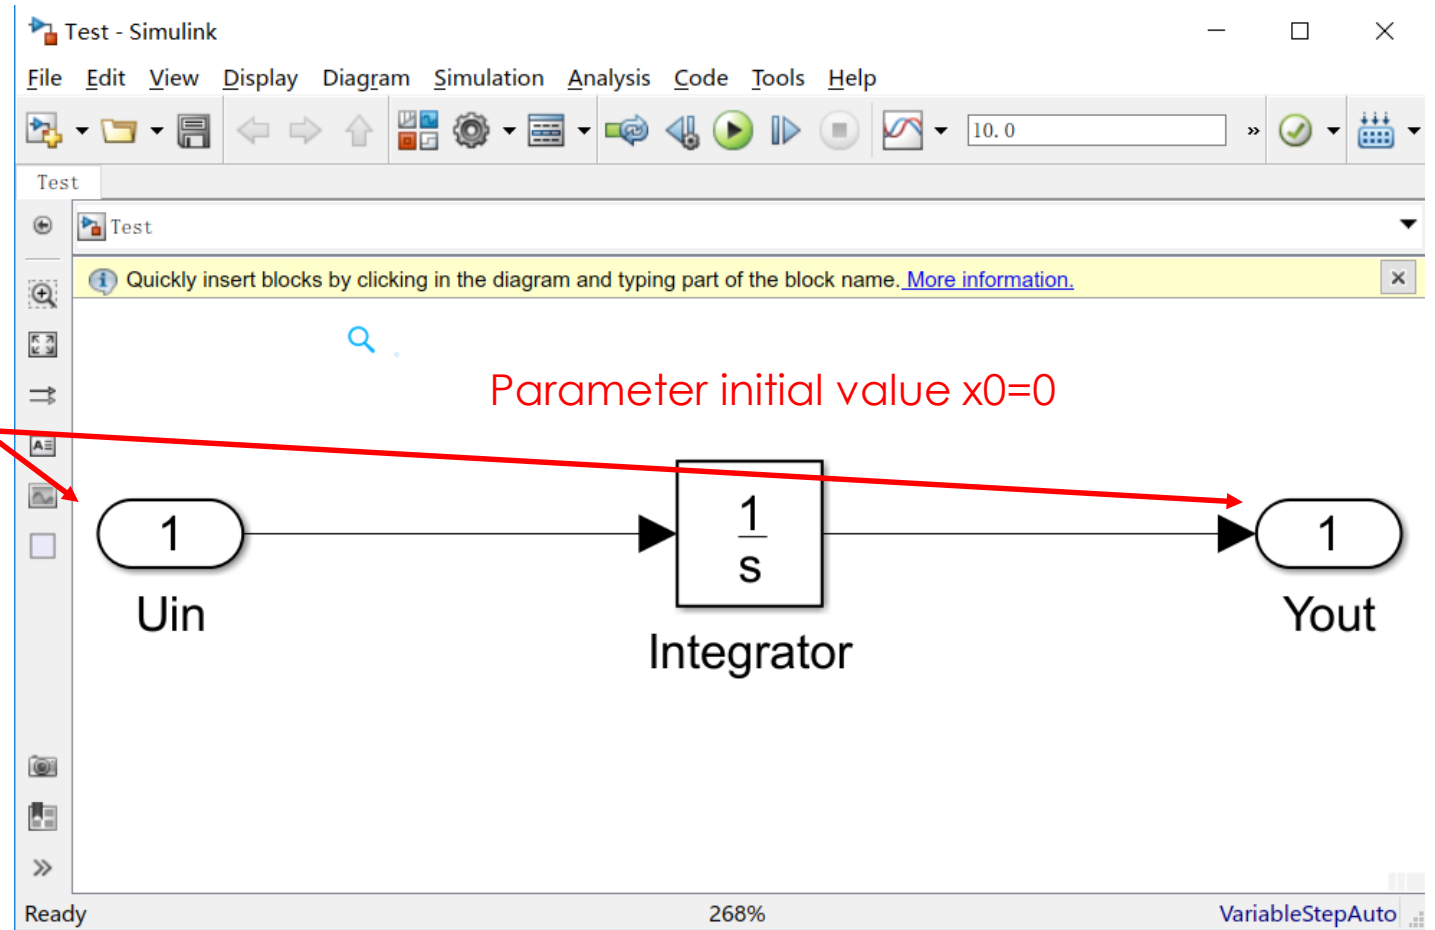 Test - Simulink
File Edit View Display Diagram Simulation Analysis Code Tools Help
10.0 »
Test
Test
Quickly insert blocks by clicking in the diagram and typing part of the block name. More information.
Parameter initial value x0=0
1
1
s
1
Uin
Integrator
Yout
Ready 268% VariableStepAuto